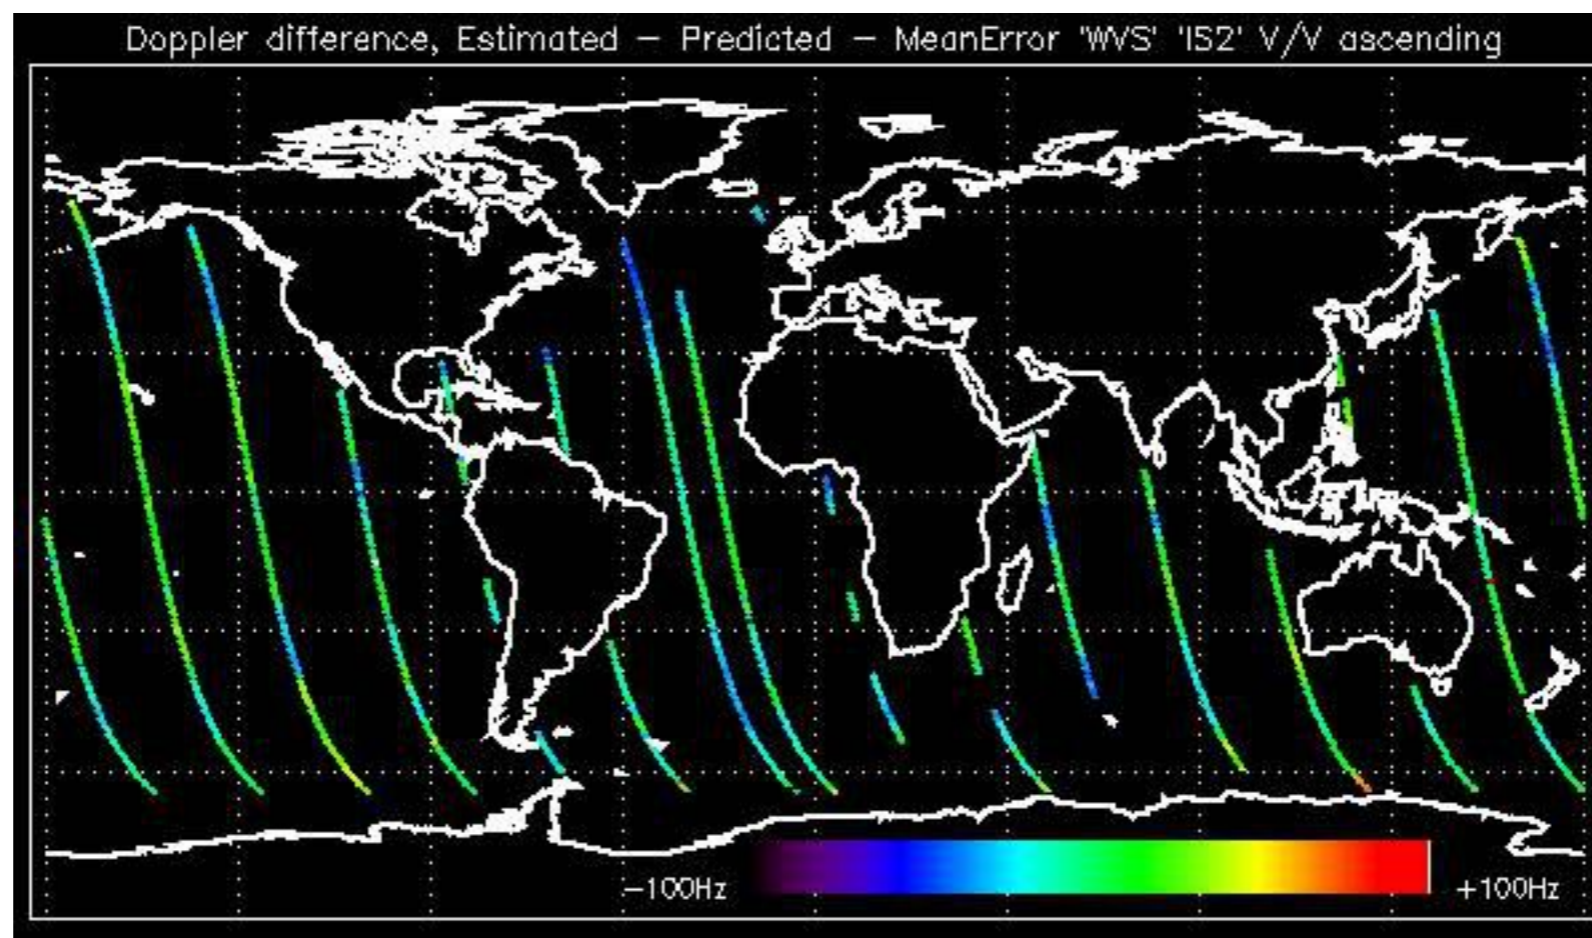 Doppler difference, Estimated − Predicted − MeanError 'WVS' 'IS2' V/V ascending
−100Hz
+100Hz